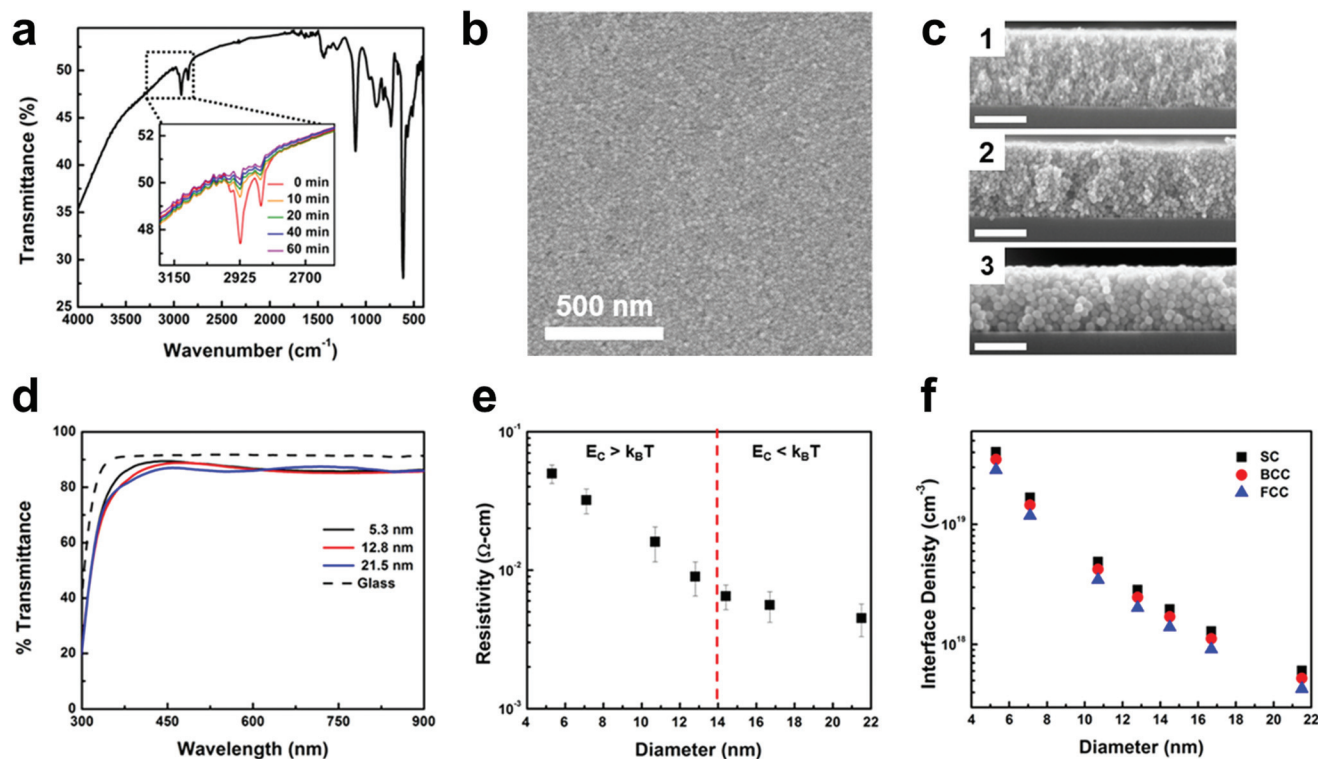 a
Transmittance (%)
50
45
40
35
30
25
4000 3500 3000 2500 2000 1500 1000 500
Wavenumber (cm⁻¹)
52
50
48
3150 2925 2700
0 min
10 min
20 min
40 min
60 min
b
500 nm
c
1
2
3
d
% Transmittance
100
80
60
40
20
0
300 450 600 750 900
Wavelength (nm)
5.3 nm
12.8 nm
21.5 nm
Glass
e
Resistivity (Ω-cm)
10⁻¹
10⁻²
10⁻³
E_C > k_BT
E_C < k_BT
4 6 8 10 12 14 16 18 20 22
Diameter (nm)
f
Interface Denisty (cm⁻³)
10¹⁹
10¹⁸
SC
BCC
FCC
4 6 8 10 12 14 16 18 20 22
Diameter (nm)